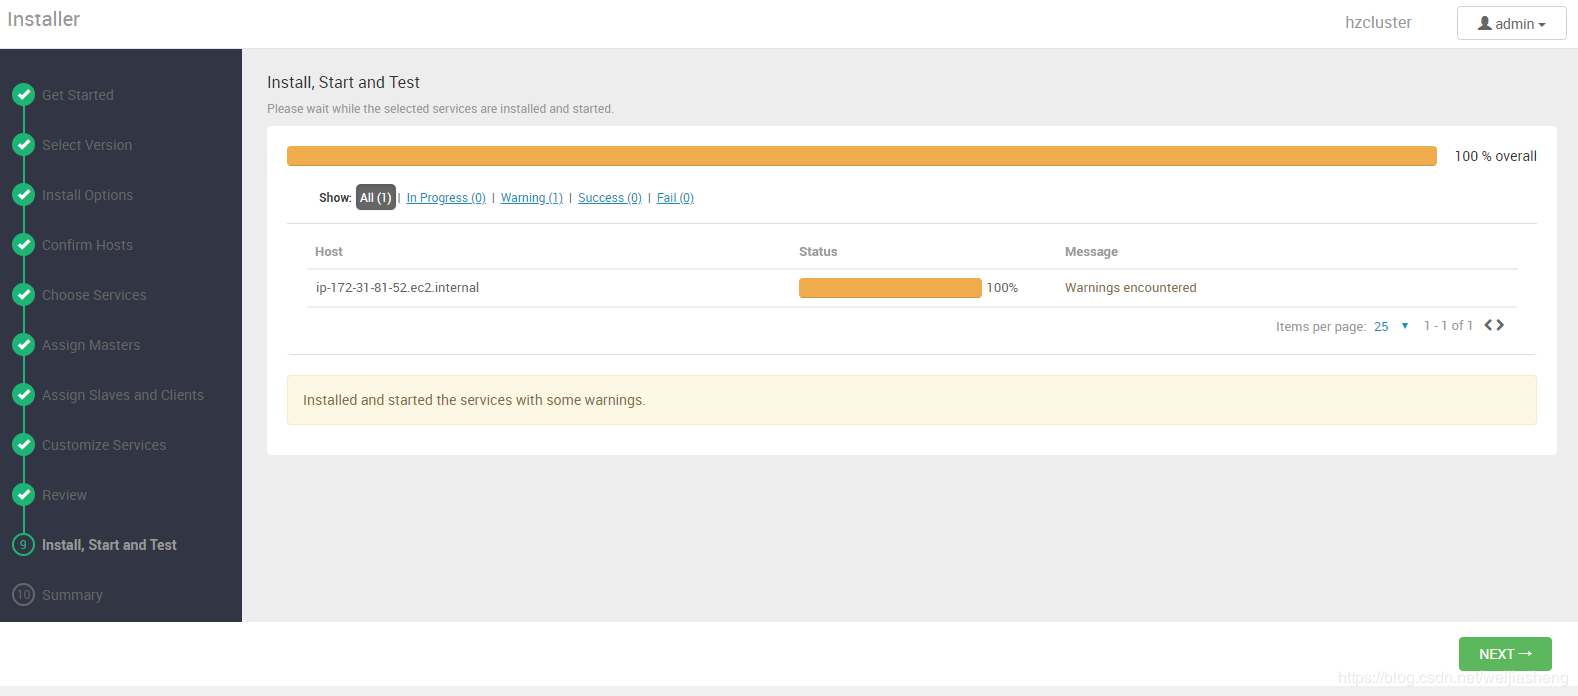 Installer
hzcluster
admin
Get Started
Select Version
Install Options
Confirm Hosts
Choose Services
Assign Masters
Assign Slaves and Clients
Customize Services
Review
9 Install, Start and Test
10 Summary
Install, Start and Test
Please wait while the selected services are installed and started.
100 % overall
Show: All (1) | In Progress (0) | Warning (1) | Success (0) | Fail (0)
Host Status Message
ip-172-31-81-52.ec2.internal 100% Warnings encountered
Items per page: 25 1 - 1 of 1
Installed and started the services with some warnings.
NEXT→
https://blog.csdn.net/weijiasheng